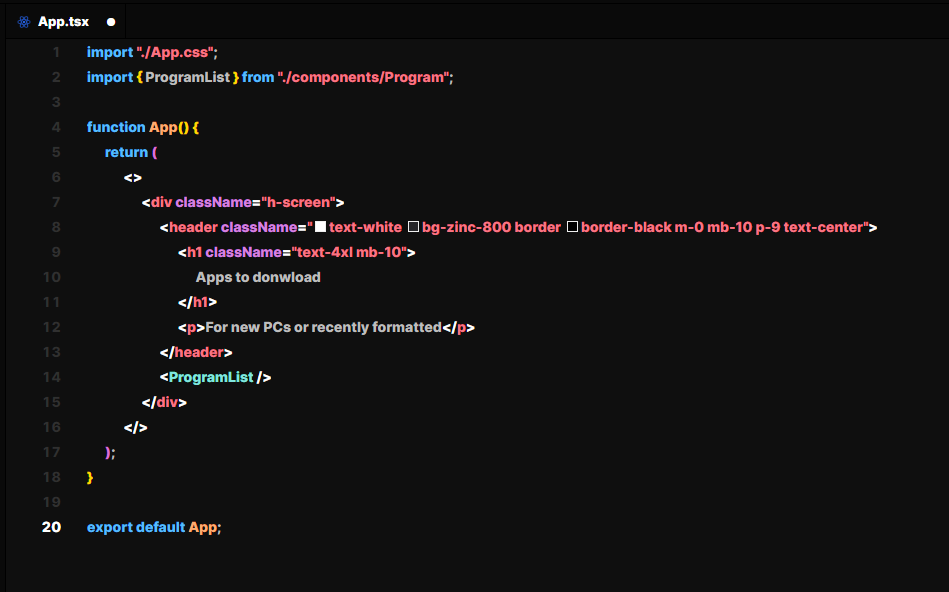 App.tsx
1 import "./App.css";
2 import { ProgramList } from "./components/Program";
3
4 function App() {
5 return (
6 <>
7 <div className="h-screen">
8 <header className="text-white bg-zinc-800 border border-black m-0 mb-10 p-9 text-center">
9 <h1 className="text-4xl mb-10">
10 Apps to donwload
11 </h1>
12 <p>For new PCs or recently formatted</p>
13 </header>
14 <ProgramList />
15 </div>
16 </>
17 );
18 }
19
20 export default App;